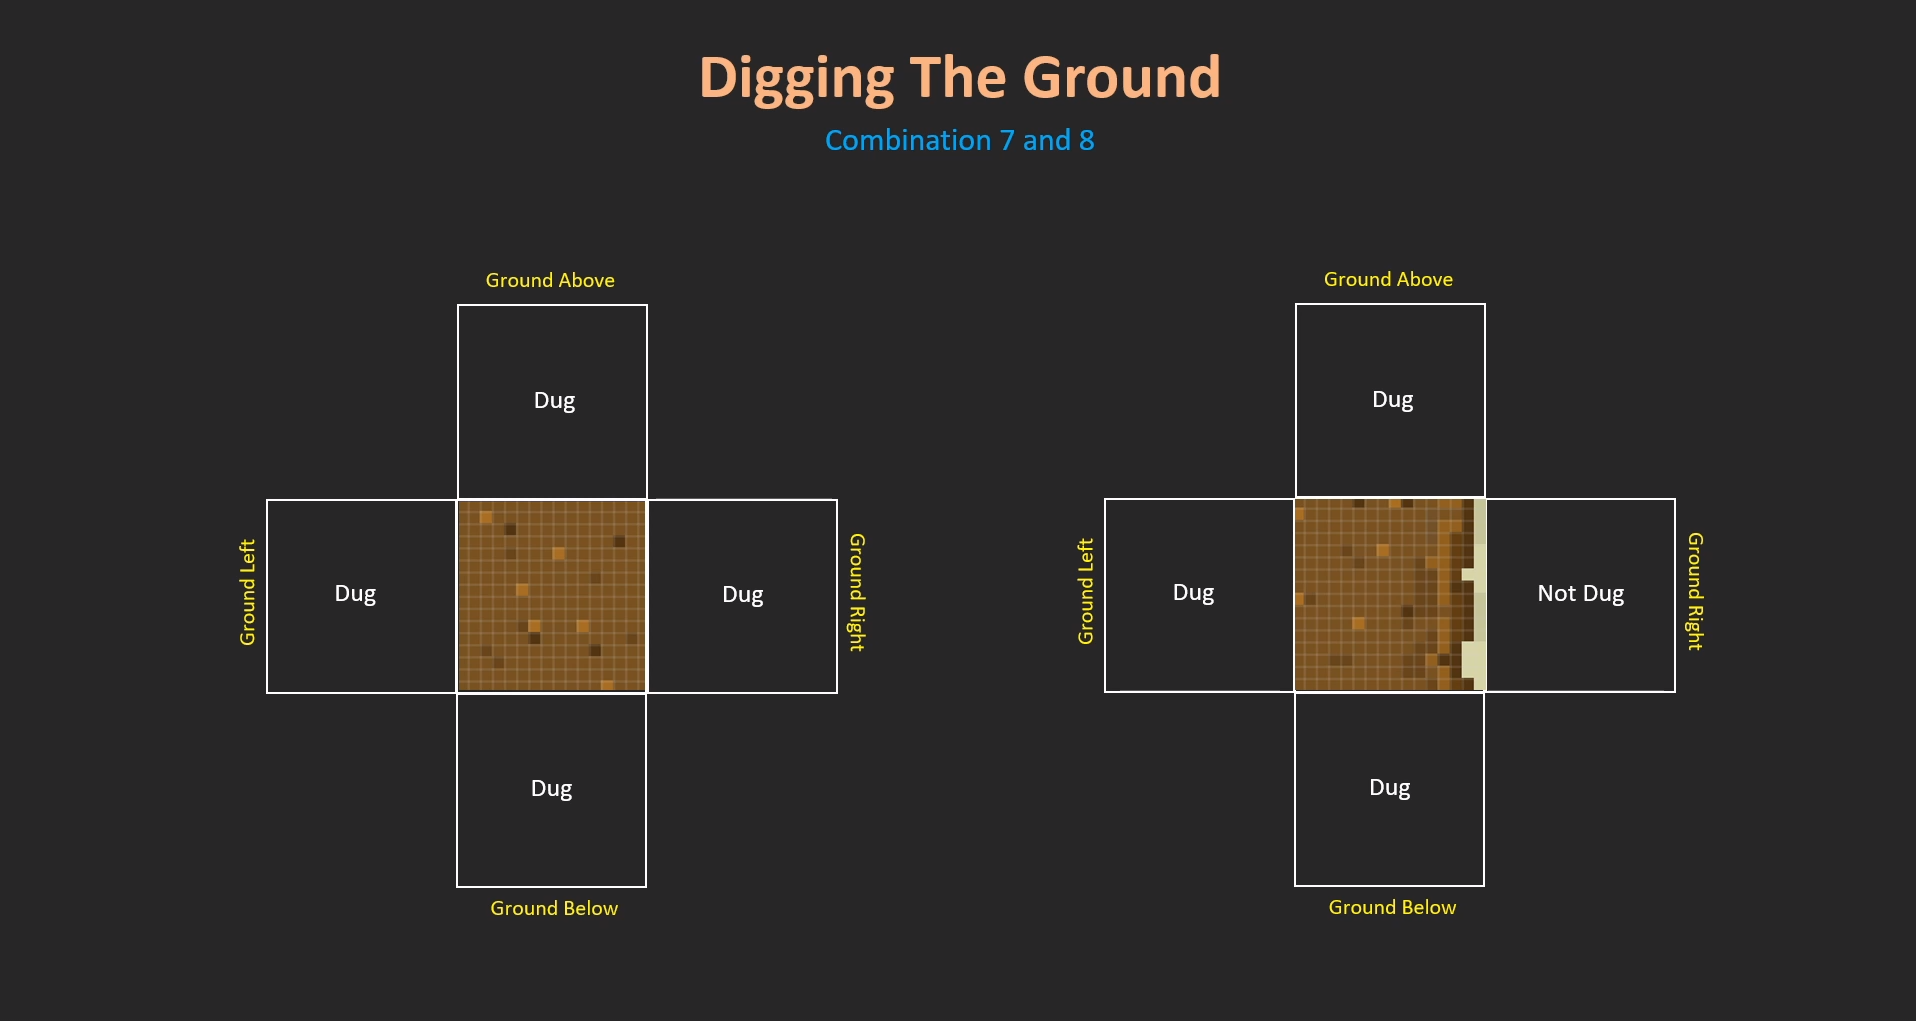 Digging The Ground
Combination 7 and 8
Ground Above
Dug
Ground Left
Dug
Dug
Ground Right
Dug
Ground Below
Ground Above
Dug
Ground Left
Dug
Not Dug
Ground Right
Dug
Ground Below